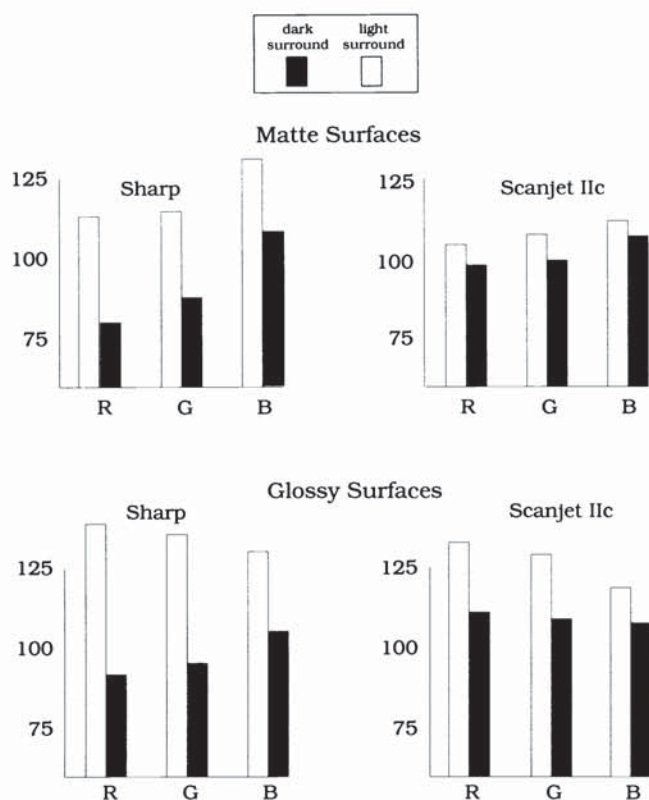 dark surround
light surround
Matte Surfaces
Sharp
125
100
75
R G B
Scanjet IIc
125
100
75
R G B
Glossy Surfaces
Sharp
125
100
75
R G B
Scanjet IIc
125
100
75
R G B